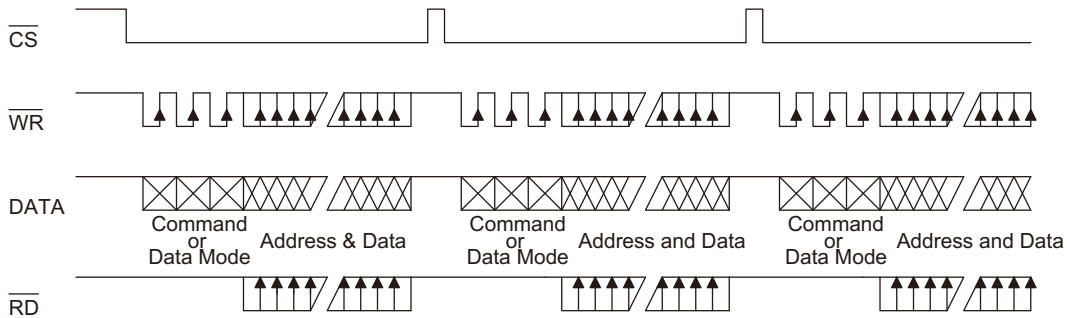 CS
WR
DATA
Command
or
Data Mode
Address & Data
Command
or
Data Mode
Address and Data
Command
or
Data Mode
Address and Data
RD